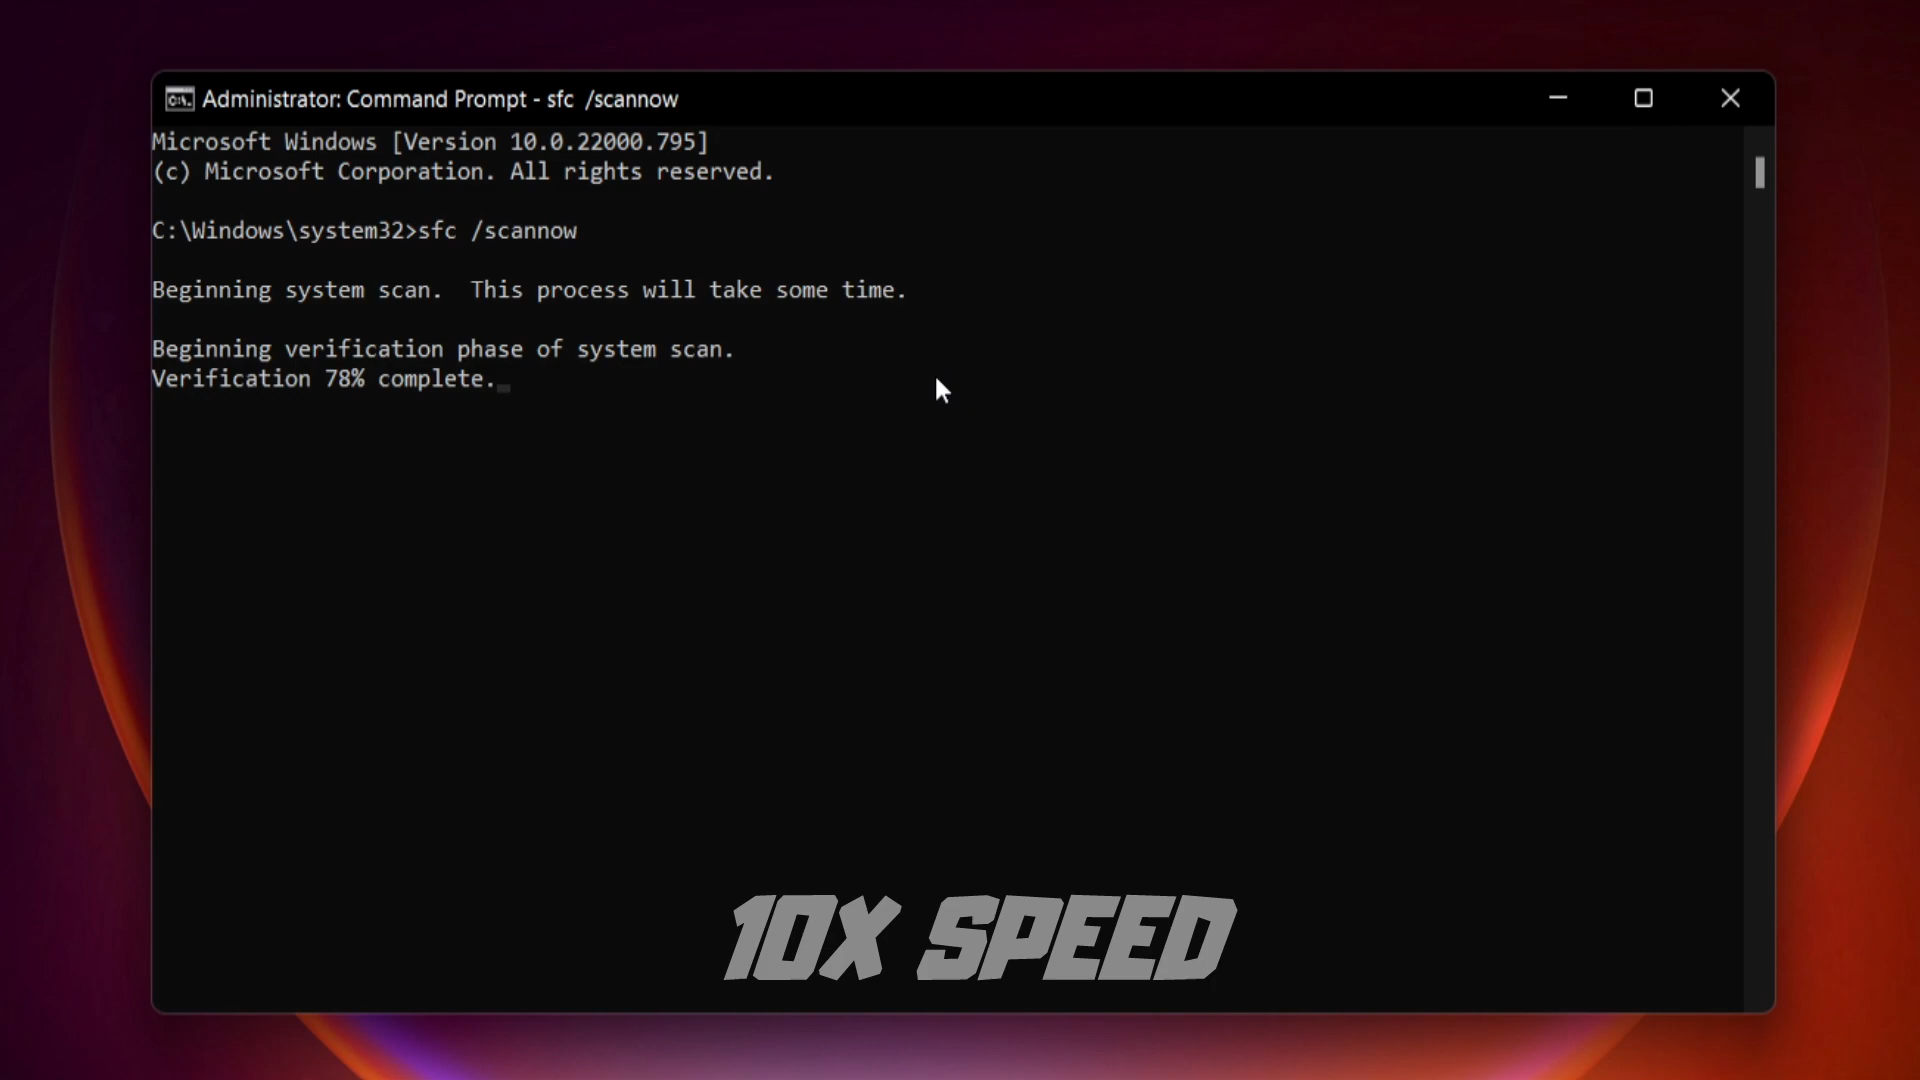 Administrator: Command Prompt - sfc  /scannow
Microsoft Windows [Version 10.0.22000.795]
(c) Microsoft Corporation. All rights reserved.
C:\Windows\system32>sfc /scannow
Beginning system scan.  This process will take some time.
Beginning verification phase of system scan.
Verification 78% complete.
10X SPEED